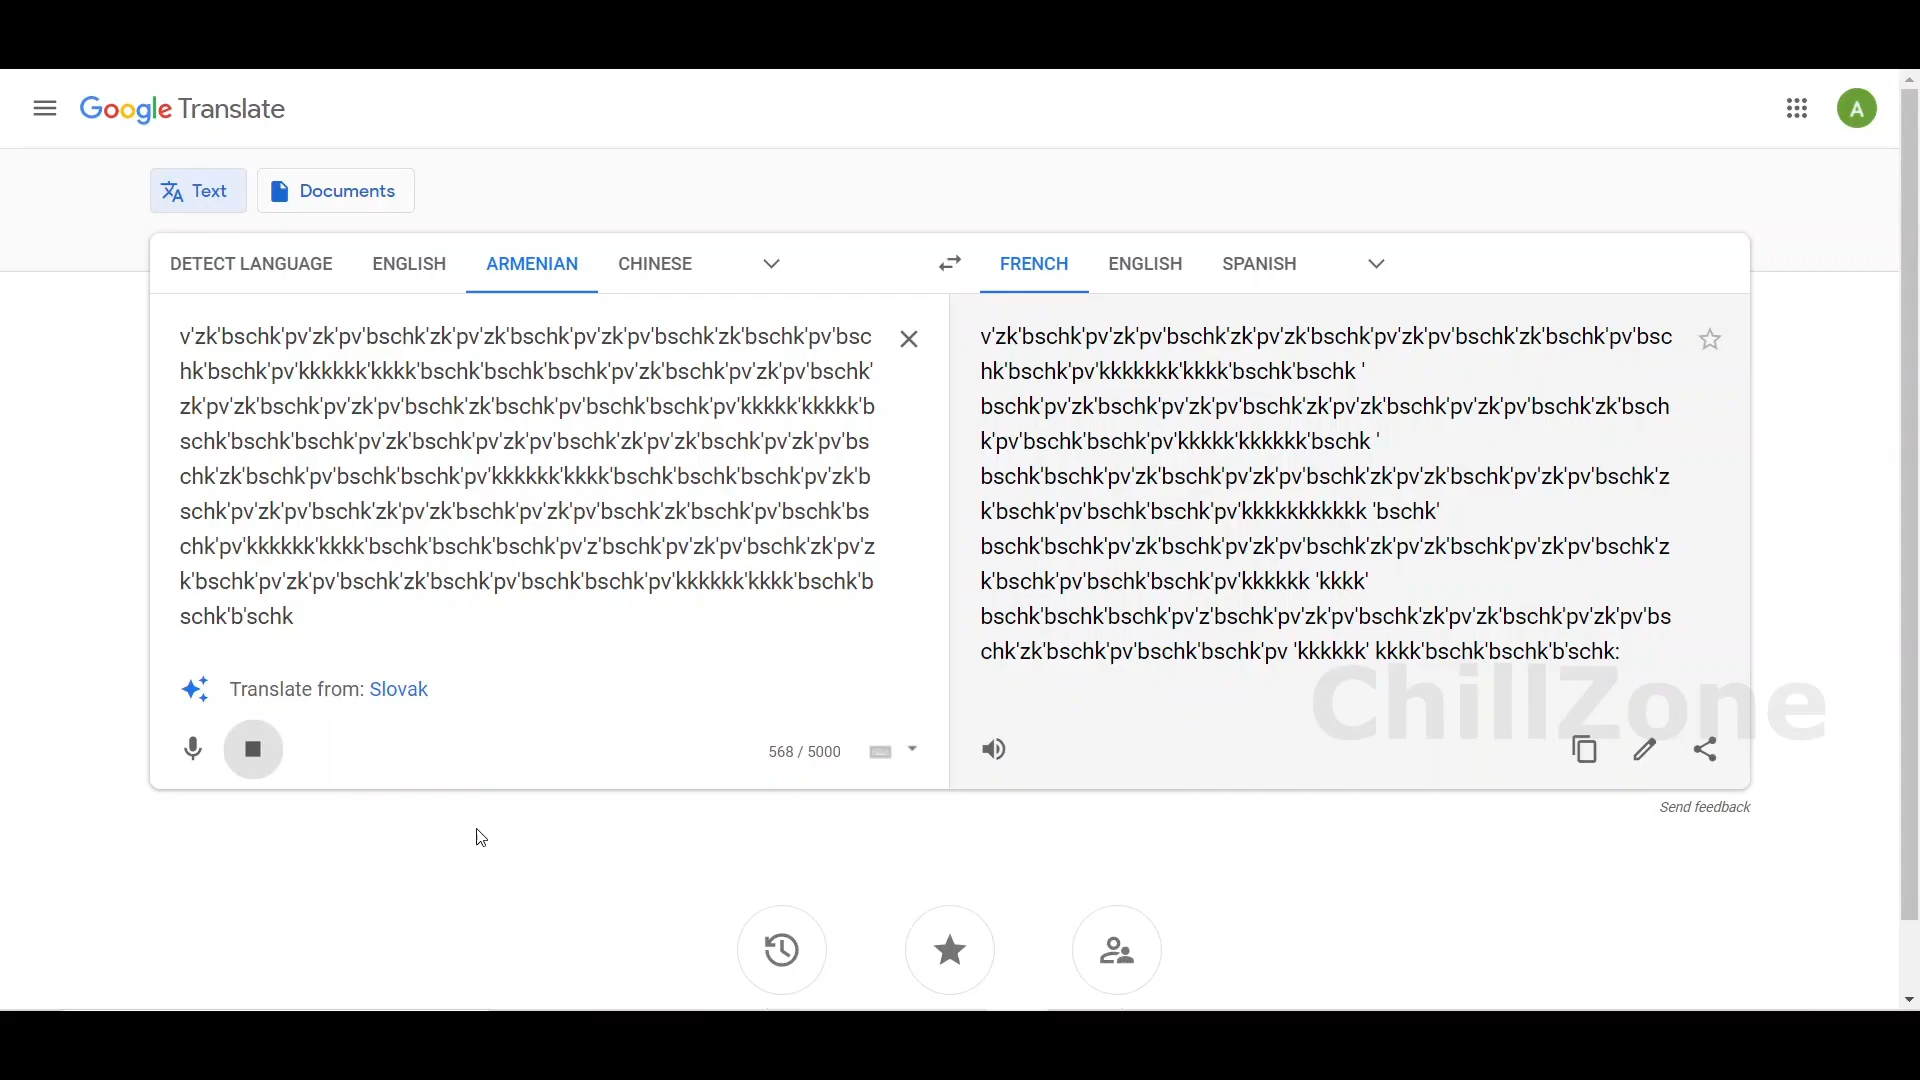 Google Translate
A
Text
Documents
DETECT LANGUAGE
ENGLISH
ARMENIAN
CHINESE
FRENCH
ENGLISH
SPANISH
v'zk'bschk'pv'zk'pv'bschk'zk'pv'zk'bschk'pv'zk'pv'bschk'zk'bschk'pv'bsc
hk'bschk'pv'kkkkkk'kkkk'bschk'bschk'bschk'pv'zk'bschk'pv'zk'pv'bschk'
zk'pv'zk'bschk'pv'zk'pv'bschk'zk'bschk'pv'bschk'bschk'pv'kkkkk'kkkkk'b
schk'bschk'bschk'pv'zk'bschk'pv'zk'pv'bschk'zk'pv'zk'bschk'pv'zk'pv'bs
chk'zk'bschk'pv'bschk'bschk'pv'kkkkkk'kkkk'bschk'bschk'bschk'pv'zk'b
schk'pv'zk'pv'bschk'zk'pv'zk'bschk'pv'zk'pv'bschk'zk'bschk'pv'bschk'bs
chk'pv'kkkkkk'kkkk'bschk'bschk'bschk'pv'z'bschk'pv'zk'pv'bschk'zk'pv'z
k'bschk'pv'zk'pv'bschk'zk'bschk'pv'bschk'bschk'pv'kkkkkk'kkkk'bschk'b
schk'b'schk
Translate from: Slovak
568 / 5000
v'zk'bschk'pv'zk'pv'bschk'zk'pv'zk'bschk'pv'zk'pv'bschk'zk'bschk'pv'bsc
hk'bschk'pv'kkkkkkk'kkkk'bschk'bschk '
bschk'pv'zk'bschk'pv'zk'pv'bschk'zk'pv'zk'bschk'pv'zk'pv'bschk'zk'bsch
k'pv'bschk'bschk'pv'kkkkk'kkkkkk'bschk '
bschk'bschk'pv'zk'bschk'pv'zk'pv'bschk'zk'pv'zk'bschk'pv'zk'pv'bschk'z
k'bschk'pv'bschk'bschk'pv'kkkkkkkkkkk 'bschk'
bschk'bschk'pv'zk'bschk'pv'zk'pv'bschk'zk'pv'zk'bschk'pv'zk'pv'bschk'z
k'bschk'pv'bschk'bschk'pv'kkkkkk 'kkkk'
bschk'bschk'bschk'pv'z'bschk'pv'zk'pv'bschk'zk'pv'zk'bschk'pv'zk'pv'bs
chk'zk'bschk'pv'bschk'bschk'pv 'kkkkkk' kkkk'bschk'bschk'b'schk:
ChillZone
Send feedback